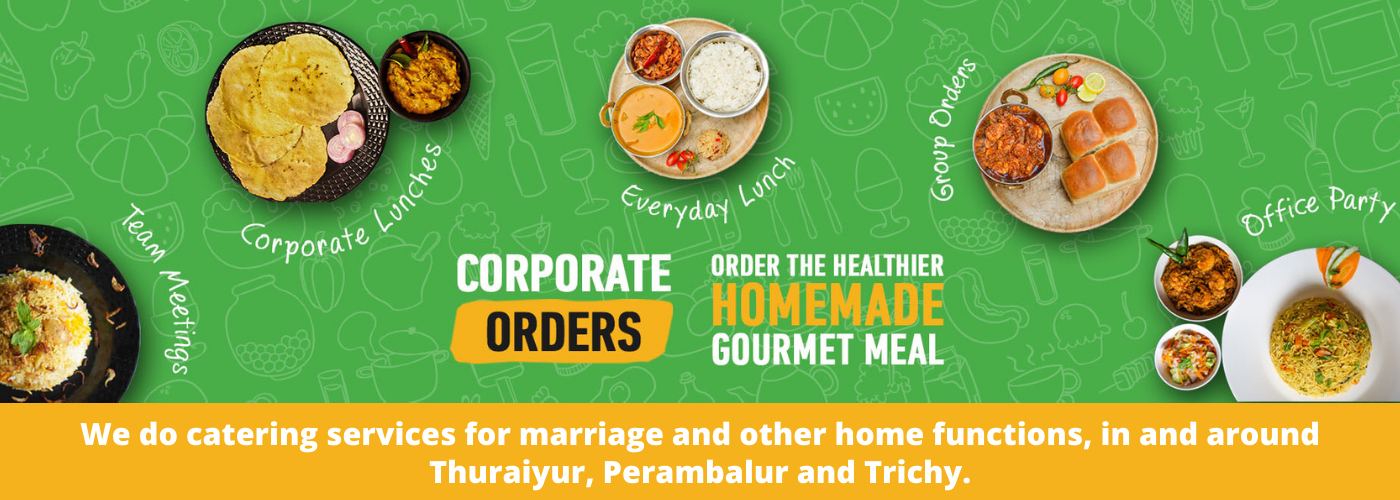 Team Meetings
Corporate Lunches
Everyday Lunch
Group Orders
Office Party
CORPORATE
ORDERS
ORDER THE HEALTHIER
HOMEMADE
GOURMET MEAL
We do catering services for marriage and other home functions, in and around
Thuraiyur, Perambalur and Trichy.